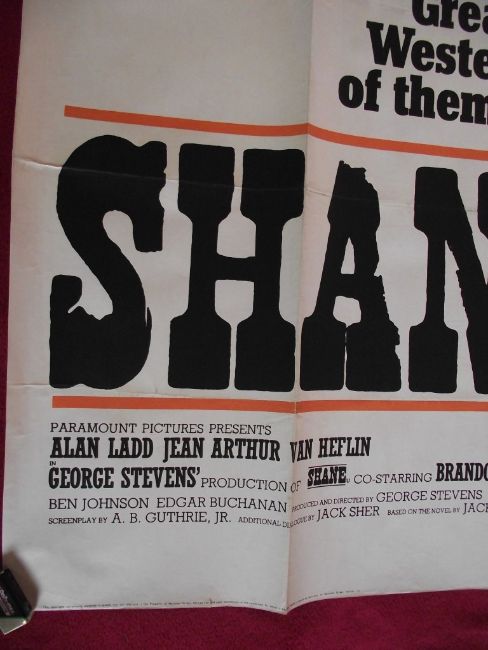 Grea
Weste
of them
SHAN
PARAMOUNT PICTURES PRESENTS
ALAN LADD JEAN ARTHUR VAN HEFLIN
IN
GEORGE STEVENS' PRODUCTION OF SHANE, CO-STARRING BRANDO
BEN JOHNSON EDGAR BUCHANAN PRODUCED AND DIRECTED BY GEORGE STEVENS
SCREENPLAY BY A. B. GUTHRIE, JR. ADDITIONAL DIALOGUE BY JACK SHER BASED ON THE NOVEL BY JACK